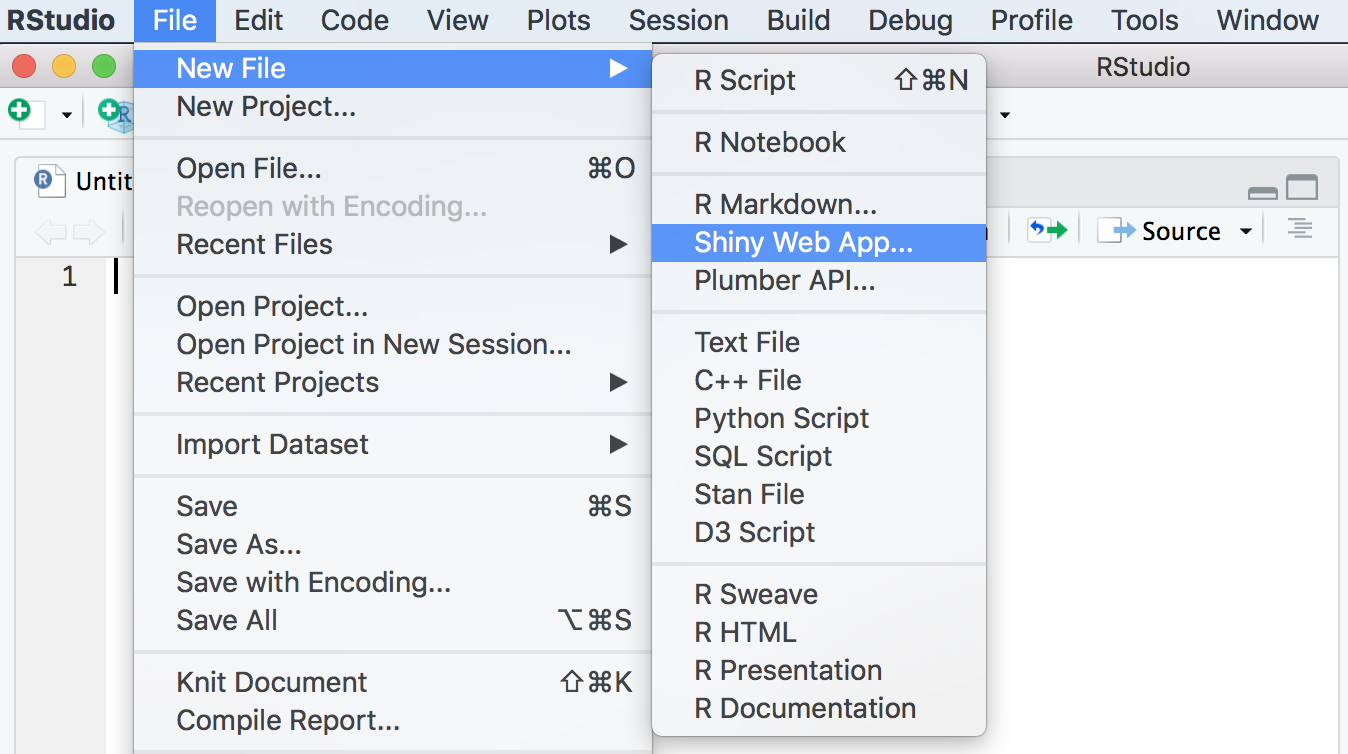 RStudio File Edit Code View Plots Session Build Debug Profile Tools Window
RStudio
New File
New Project...
Open File... ⌘O
Reopen with Encoding...
Recent Files
Open Project...
Open Project in New Session...
Recent Projects
Import Dataset
Save ⌘S
Save As...
Save with Encoding...
Save All ⌥⌘S
Knit Document ⇧⌘K
Compile Report...
R Script ⇧⌘N
R Notebook
R Markdown...
Shiny Web App...
Plumber API...
Text File
C++ File
Python Script
SQL Script
Stan File
D3 Script
R Sweave
R HTML
R Presentation
R Documentation
R
R Untit
Source
1